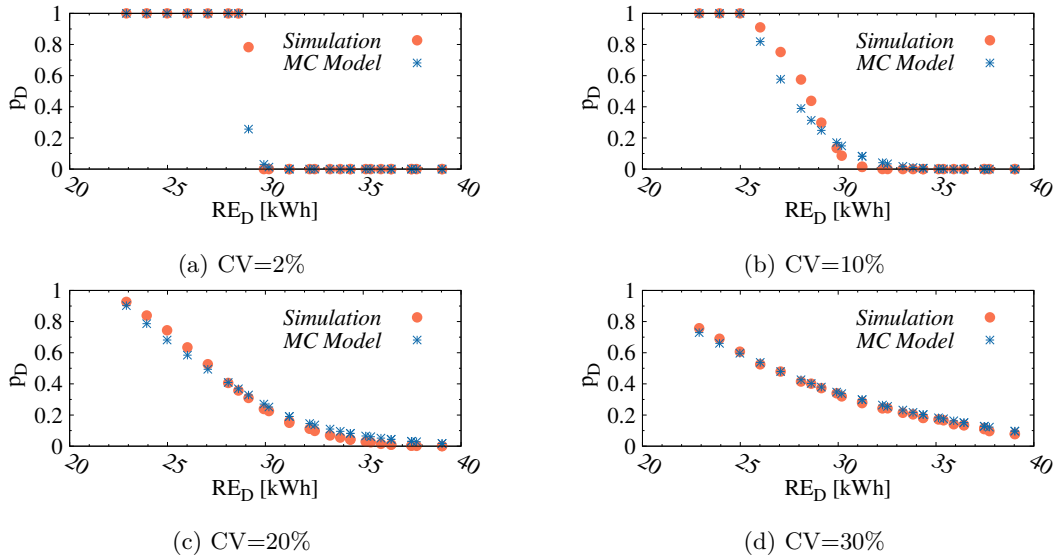 1
0.8
0.6
0.4
0.2
0
p_D
Simulation
MC Model
20 25 30 35 40
RE_D [kWh]
(a) CV=2%
1
0.8
0.6
0.4
0.2
0
p_D
Simulation
MC Model
20 25 30 35 40
RE_D [kWh]
(b) CV=10%
1
0.8
0.6
0.4
0.2
0
p_D
Simulation
MC Model
20 25 30 35 40
RE_D [kWh]
(c) CV=20%
1
0.8
0.6
0.4
0.2
0
p_D
Simulation
MC Model
20 25 30 35 40
RE_D [kWh]
(d) CV=30%